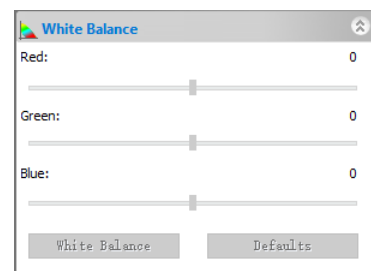 White Balance
Red: 0
Green: 0
Blue: 0
White Balance Defaults